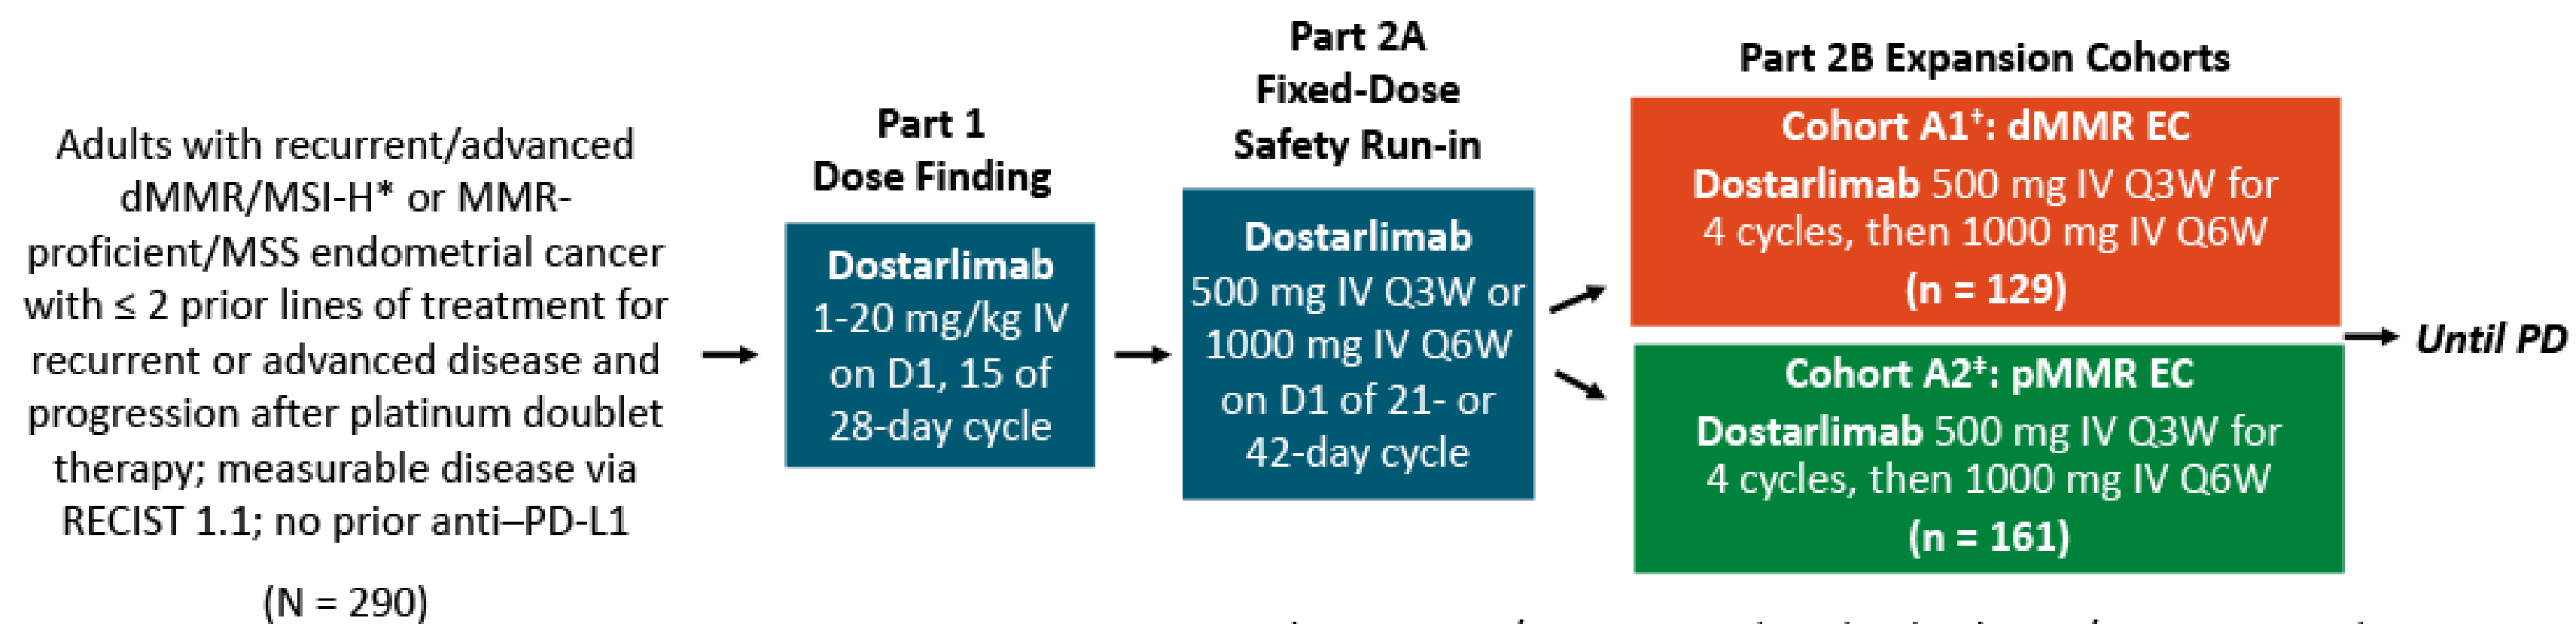 Adults with recurrent/advanced
dMMR/MSI-H* or MMR-
proficient/MSS endometrial cancer
with ≤ 2 prior lines of treatment for
recurrent or advanced disease and
progression after platinum doublet
therapy; measurable disease via
RECIST 1.1; no prior anti–PD-L1
(N = 290)
Part 1
Dose Finding
Dostarlimab
1-20 mg/kg IV
on D1, 15 of
28-day cycle
Part 2A
Fixed-Dose
Safety Run-in
Dostarlimab
500 mg IV Q3W or
1000 mg IV Q6W
on D1 of 21- or
42-day cycle
Part 2B Expansion Cohorts
Cohort A1†: dMMR EC
Dostarlimab 500 mg IV Q3W for
4 cycles, then 1000 mg IV Q6W
(n = 129)
Cohort A2‡: pMMR EC
Dostarlimab 500 mg IV Q3W for
4 cycles, then 1000 mg IV Q6W
(n = 161)
Until PD